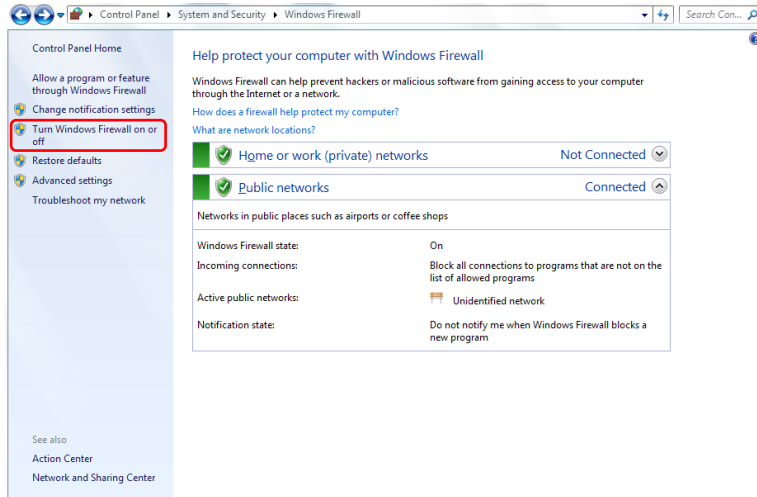 Control Panel ▸ System and Security ▸ Windows Firewall
Search Con...
Control Panel Home
Allow a program or feature
through Windows Firewall
Change notification settings
Turn Windows Firewall on or
off
Restore defaults
Advanced settings
Troubleshoot my network
Help protect your computer with Windows Firewall
Windows Firewall can help prevent hackers or malicious software from gaining access to your computer
through the Internet or a network.
How does a firewall help protect my computer?
What are network locations?
Home or work (private) networks Not Connected
Public networks Connected
Networks in public places such as airports or coffee shops
Windows Firewall state: On
Incoming connections: Block all connections to programs that are not on the
list of allowed programs
Active public networks: Unidentified network
Notification state: Do not notify me when Windows Firewall blocks a
new program
See also
Action Center
Network and Sharing Center